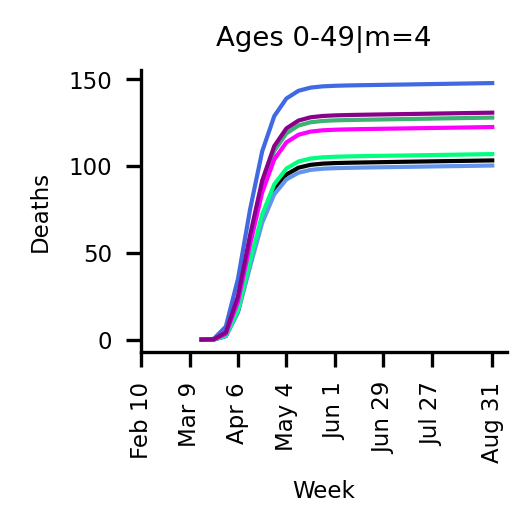 Ages 0-49|m=4
150
100
50
0
Deaths
Feb 10
Mar 9
Apr 6
May 4
Jun 1
Jun 29
Jul 27
Aug 31
Week